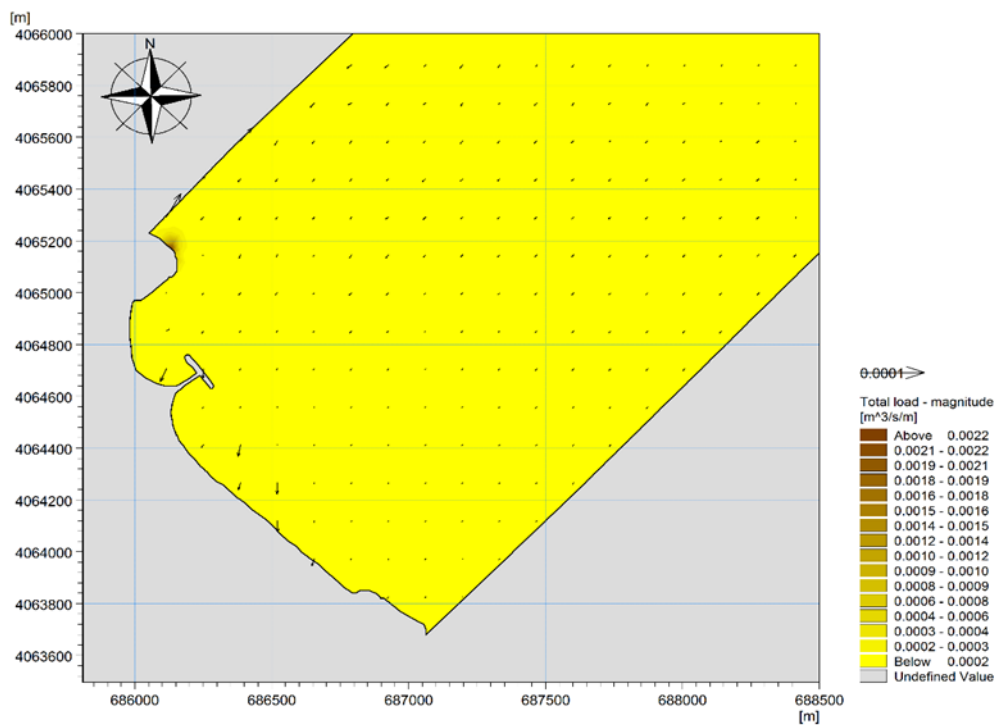 [m]
4066000
N
4065800
4065600
4065400
4065200
4065000
4064800
4064600
4064400
4064200
4064000
4063800
4063600
686000 686500 687000 687500 688000 688500
[m]
0.0001
Total load - magnitude
[m^3/s/m]
Above 0.0022
0.0021 - 0.0022
0.0019 - 0.0021
0.0018 - 0.0019
0.0016 - 0.0018
0.0015 - 0.0016
0.0014 - 0.0015
0.0012 - 0.0014
0.0010 - 0.0012
0.0009 - 0.0010
0.0008 - 0.0009
0.0006 - 0.0008
0.0004 - 0.0006
0.0003 - 0.0004
0.0002 - 0.0003
Below 0.0002
Undefined Value